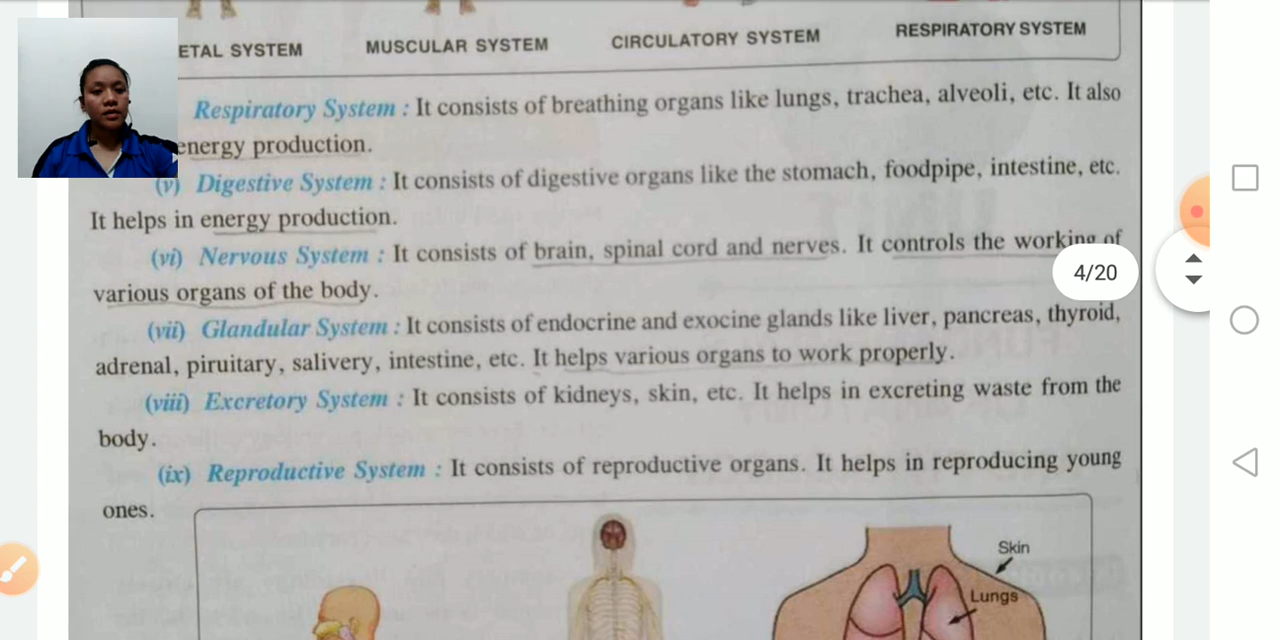 ETAL SYSTEM MUSCULAR SYSTEM CIRCULATORY SYSTEM RESPIRATORY SYSTEM
Respiratory System : It consists of breathing organs like lungs, trachea, alveoli, etc. It also
energy production.
(v) Digestive System : It consists of digestive organs like the stomach, foodpipe, intestine, etc.
It helps in energy production.
(vi) Nervous System : It consists of brain, spinal cord and nerves. It controls the working of
various organs of the body.
4/20
(vii) Glandular System : It consists of endocrine and exocine glands like liver, pancreas, thyroid,
adrenal, piruitary, salivery, intestine, etc. It helps various organs to work properly.
(viii) Excretory System : It consists of kidneys, skin, etc. It helps in excreting waste from the
body.
(ix) Reproductive System : It consists of reproductive organs. It helps in reproducing young
ones.
Skin
Lungs